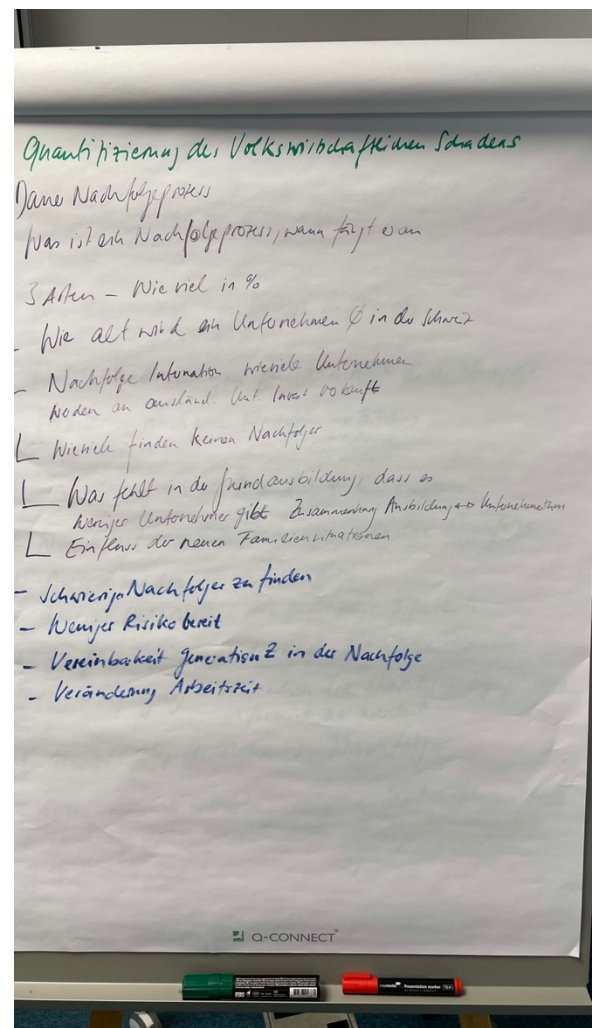 Quantifizierung des Volkswirtschaftlichen Schadens
Dauer Nachfolgeprozess
Was ist ein Nachfolgeprozess, wann fängt er an
3 Arten – Wie viel in %
- Wie alt wird ein Unternehmen Ø in der Schweiz
- Nachfolge Information wieviele Unternehmen
werden an ausländ. Unt. Invest verkauft
Wieviele finden keinen Nachfolger
Was fehlt in der Grundausbildung, dass es
weniger Unternehmer gibt Zusammenhang Ausbildung ↔ Unternehmertum
Einfluss der neuen Familiensituationen
- Schwierige Nachfolger zu finden
- Weniger Risiko bereit
- Vereinbarkeit Generation Z in der Nachfolge
- Veränderung Arbeitszeit
Q-CONNECT
Presentation marker